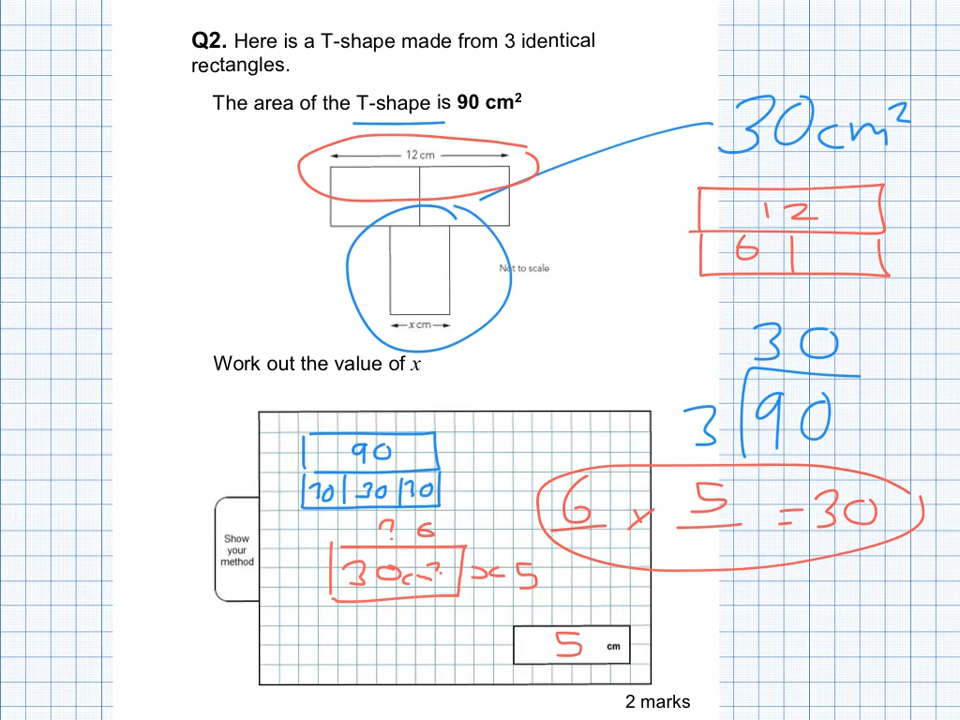 Q2. Here is a T-shape made from 3 identical
rectangles.
The area of the T-shape is 90 cm²
12 cm
Not to scale
x cm
Work out the value of x
30cm²
12
6
30
3 90
90
30 30 30
? 6
30cm² x 5
6 x 5 = 30
Show
your
method
5 cm
2 marks